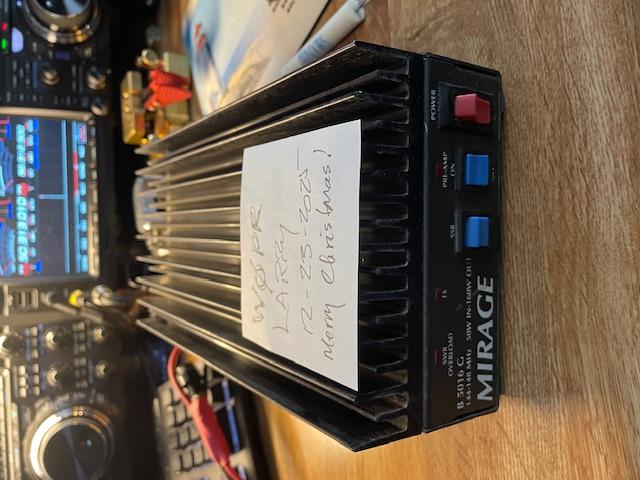 WØPR
LARRY
12-25-2025
Merry Christmas!
POWER
PRE-AMP
ON
SSB
TX
SWR
OVERLOAD
B 5016 G
144-148 MHz 50W IN-160W OUT
MIRAGE